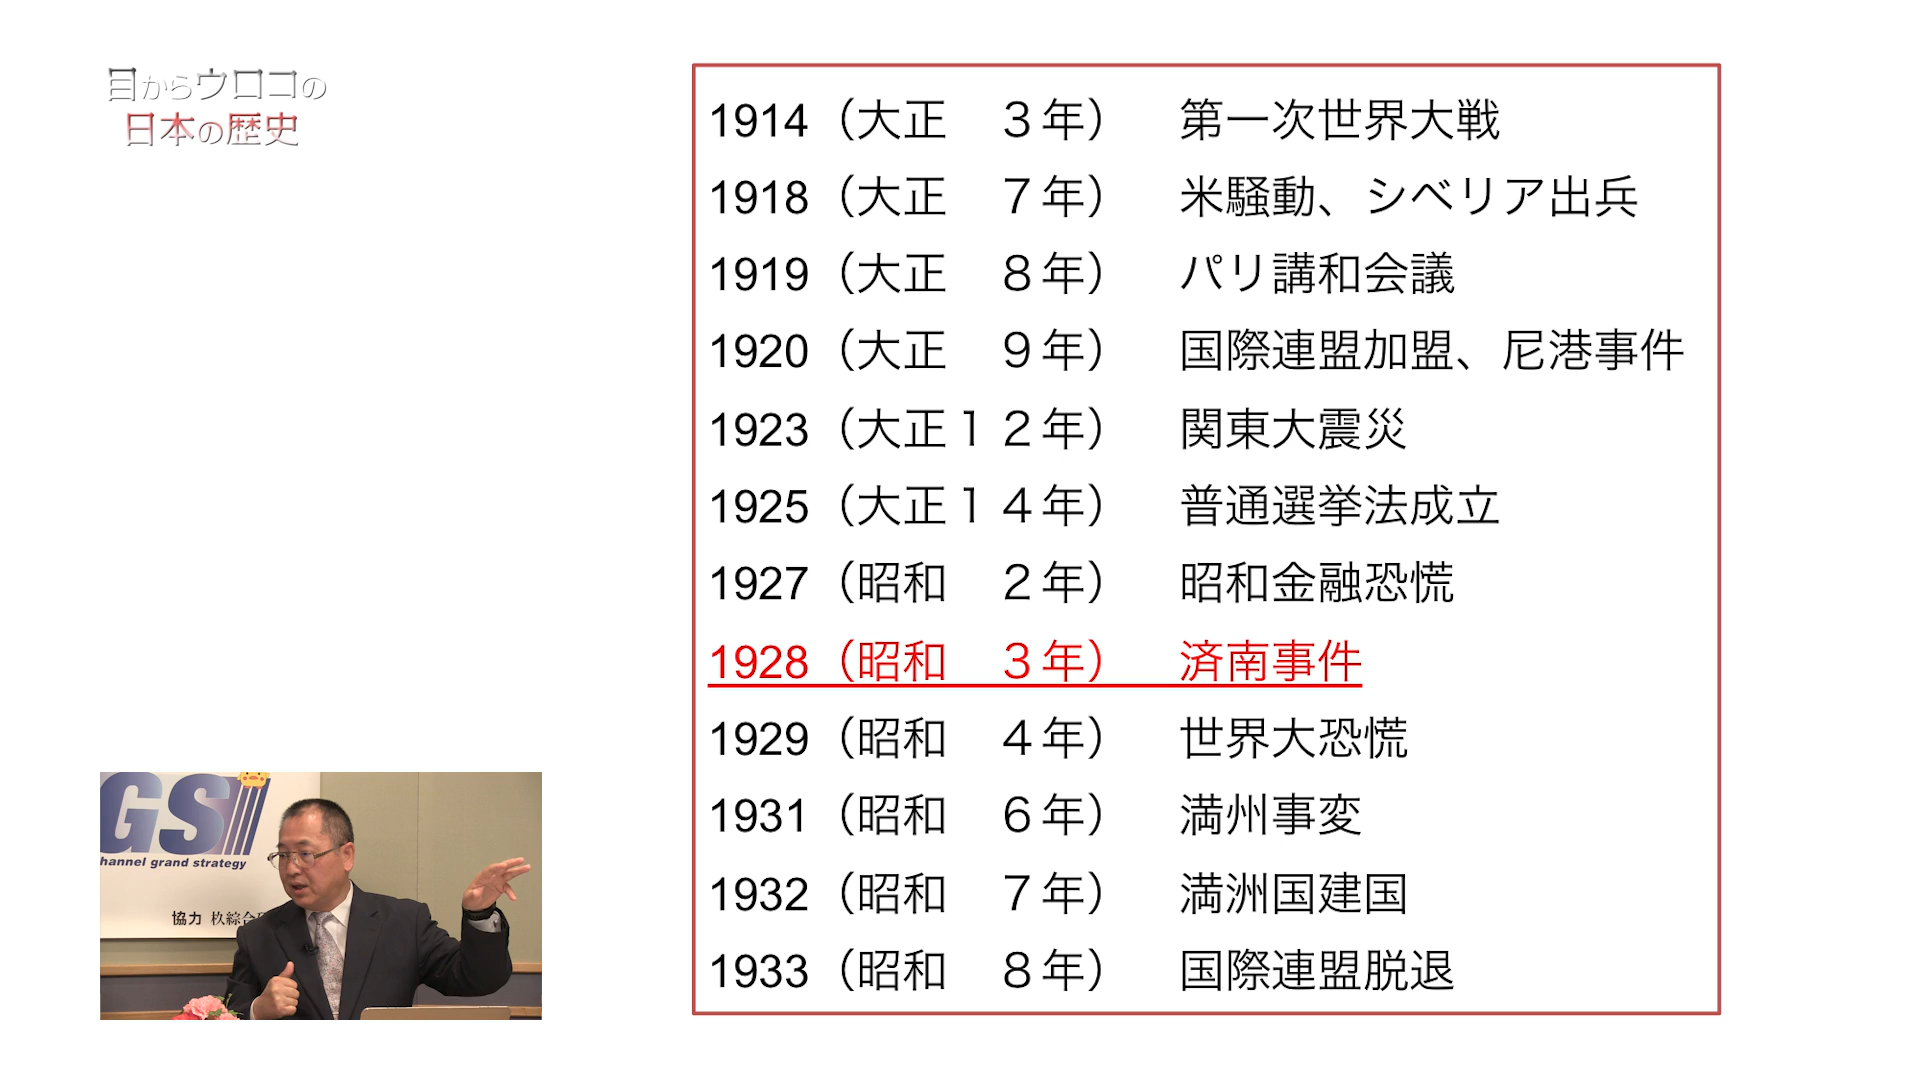 目からウロコの
日本の歴史
1914（大正　３年）　第一次世界大戦
1918（大正　７年）　米騒動、シベリア出兵
1919（大正　８年）　パリ講和会議
1920（大正　９年）　国際連盟加盟、尼港事件
1923（大正１２年）　関東大震災
1925（大正１４年）　普通選挙法成立
1927（昭和　２年）　昭和金融恐慌
1928（昭和　３年）　済南事件
1929（昭和　４年）　世界大恐慌
1931（昭和　６年）　満州事変
1932（昭和　７年）　満洲国建国
1933（昭和　８年）　国際連盟脱退
GS
hannel grand strategy
協力 杦綜合